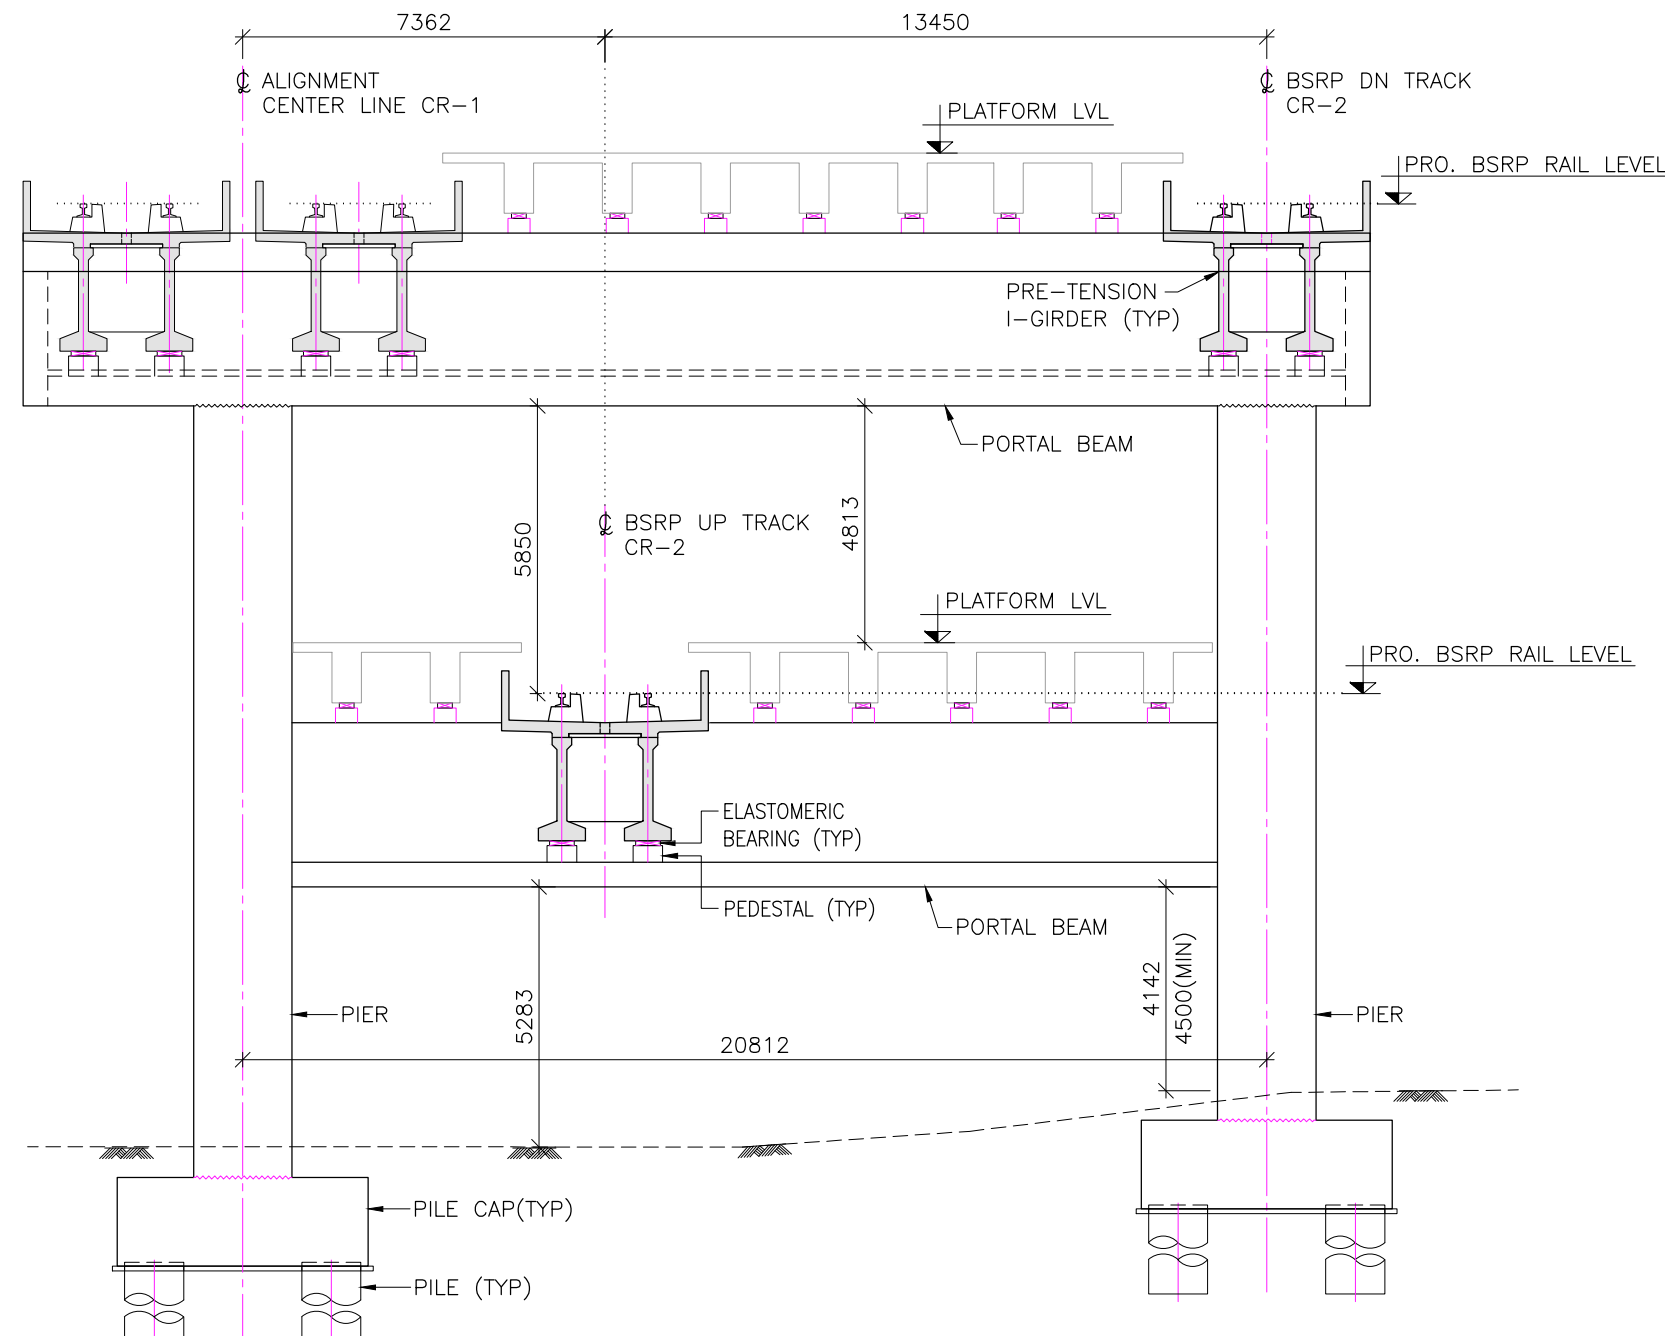 7362
13450
℄ ALIGNMENT
CENTER LINE CR-1
℄ BSRP DN TRACK
CR-2
PLATFORM LVL
PRO. BSRP RAIL LEVEL
PRE-TENSION
I-GIRDER (TYP)
PORTAL BEAM
5850
4813
℄ BSRP UP TRACK
CR-2
PLATFORM LVL
PRO. BSRP RAIL LEVEL
ELASTOMERIC
BEARING (TYP)
PEDESTAL (TYP)
PORTAL BEAM
5283
4142
4500(MIN)
PIER
PIER
20812
PILE CAP(TYP)
PILE (TYP)